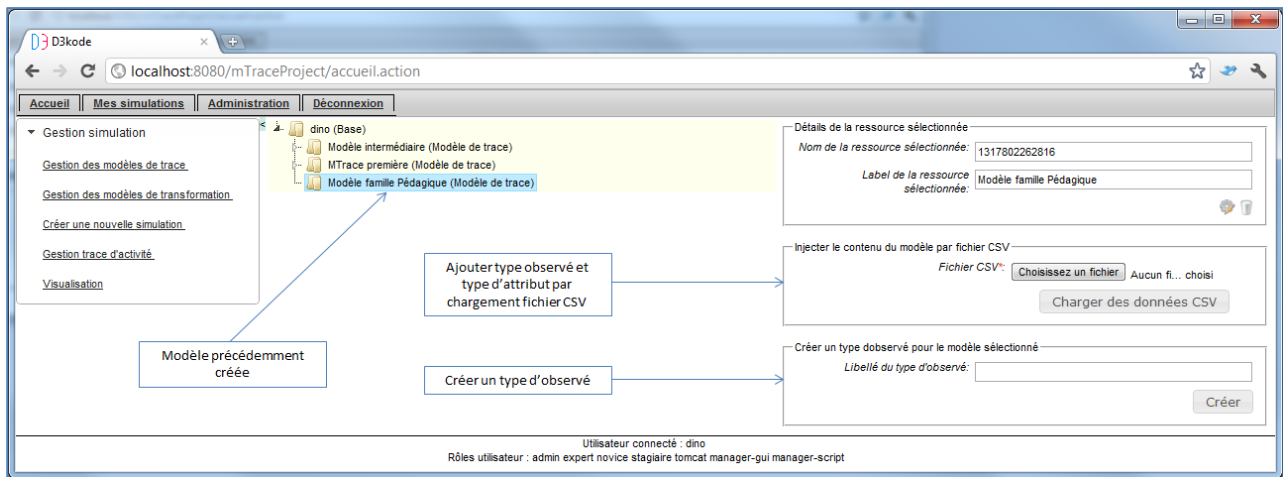 D3kode
localhost:8080/mTraceProject/accueil.action
Accueil Mes simulations Administration Déconnexion
Gestion simulation
Gestion des modèles de trace
Gestion des modèles de transformation
Créer une nouvelle simulation
Gestion trace d'activité
Visualisation
<
dino (Base)
Modèle intermédiaire (Modèle de trace)
MTrace première (Modèle de trace)
Modèle famille Pédagique (Modèle de trace)
Modèle précédemment
créée
Ajouter type observé et
type d'attribut par
chargement fichier CSV
Créer un type d'observé
Détails de la ressource sélectionnée
Nom de la ressource sélectionnée: 1317802262816
Label de la ressource
sélectionnée: Modèle famille Pédagique
Injecter le contenu du modèle par fichier CSV
Fichier CSV*: Choisissez un fichier Aucun fi... choisi
Charger des données CSV
Créer un type dobservé pour le modèle sélectionné
Libellé du type d'observé:
Créer
Utilisateur connecté : dino
Rôles utilisateur : admin expert novice stagiaire tomcat manager-gui manager-script